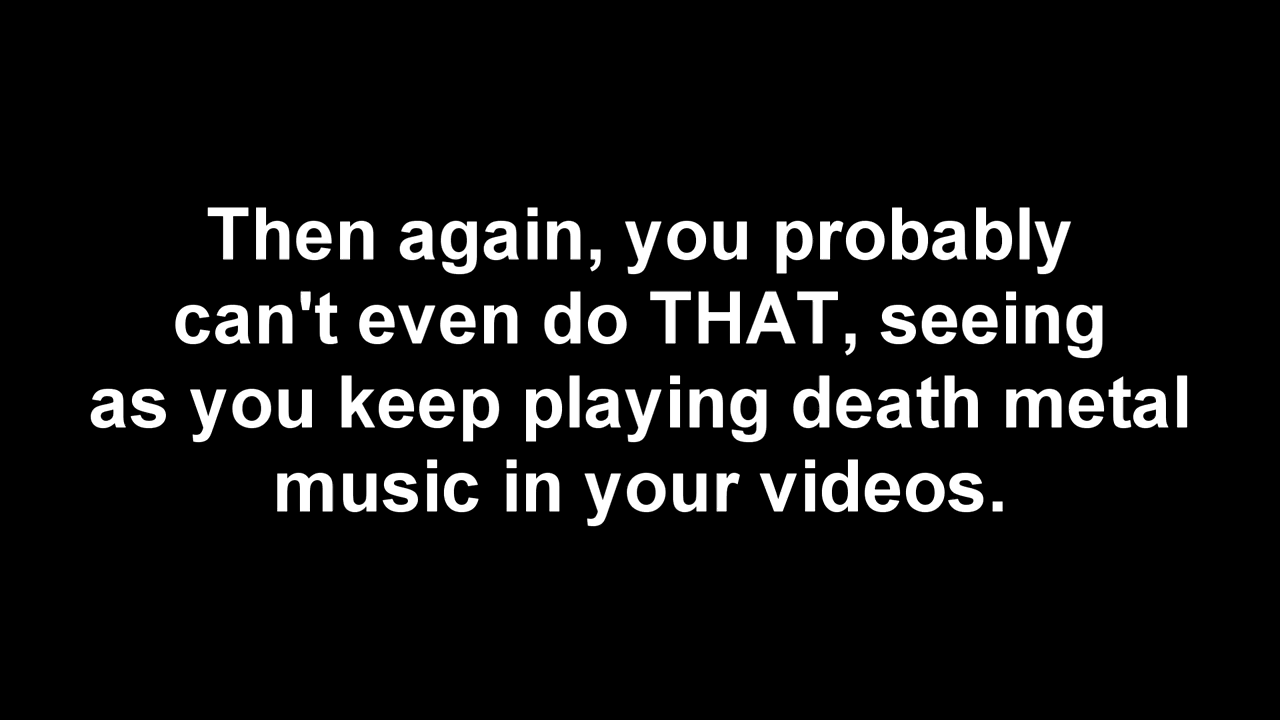 Then again, you probably
can't even do THAT, seeing
as you keep playing death metal
music in your videos.